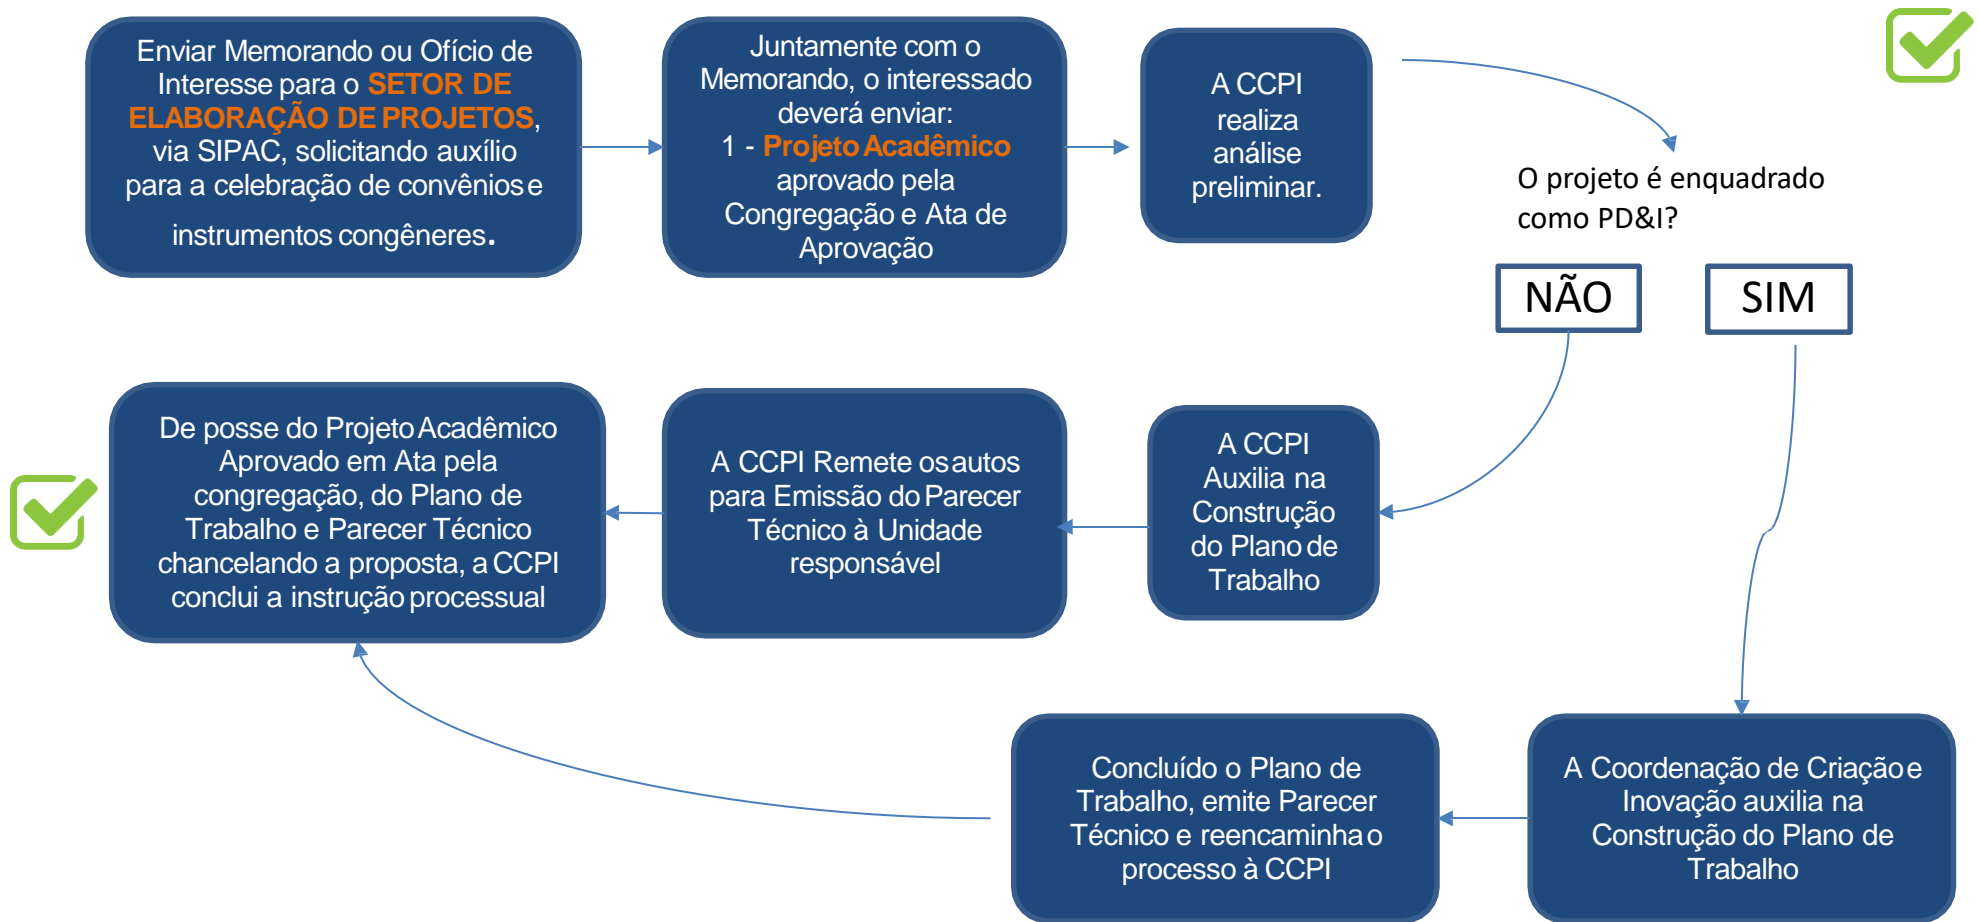 Enviar Memorando ou Ofício de
Interesse para o SETOR DE
ELABORAÇÃO DE PROJETOS,
via SIPAC, solicitando auxílio
para a celebração de convênios e
instrumentos congêneres.
Juntamente com o
Memorando, o interessado
deverá enviar:
1 - Projeto Acadêmico
aprovado pela
Congregação e Ata de
Aprovação
A CCPI
realiza
análise
preliminar.
O projeto é enquadrado
como PD&I?
NÃO
SIM
De posse do Projeto Acadêmico
Aprovado em Ata pela
congregação, do Plano de
Trabalho e Parecer Técnico
chancelando a proposta, a CCPI
conclui a instrução processual
A CCPI Remete os autos
para Emissão do Parecer
Técnico à Unidade
responsável
A CCPI
Auxilia na
Construção
do Plano de
Trabalho
Concluído o Plano de
Trabalho, emite Parecer
Técnico e reencaminha o
processo à CCPI
A Coordenação de Criação e
Inovação auxilia na
Construção do Plano de
Trabalho